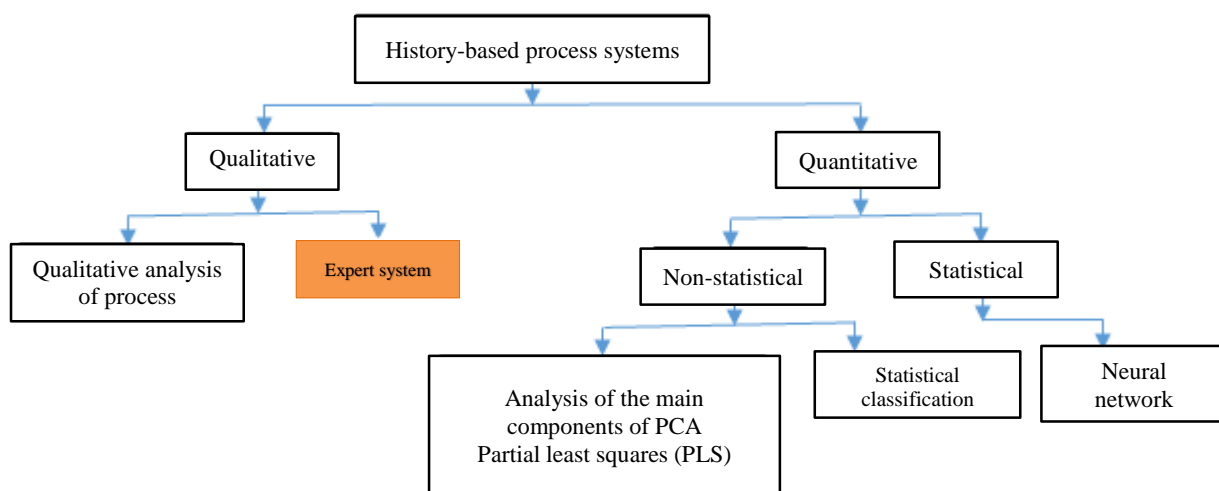 History-based process systems
Qualitative
Quantitative
Qualitative analysis
of process
Expert system
Non-statistical
Statistical
Analysis of the main
components of PCA
Partial least squares (PLS)
Statistical
classification
Neural
network